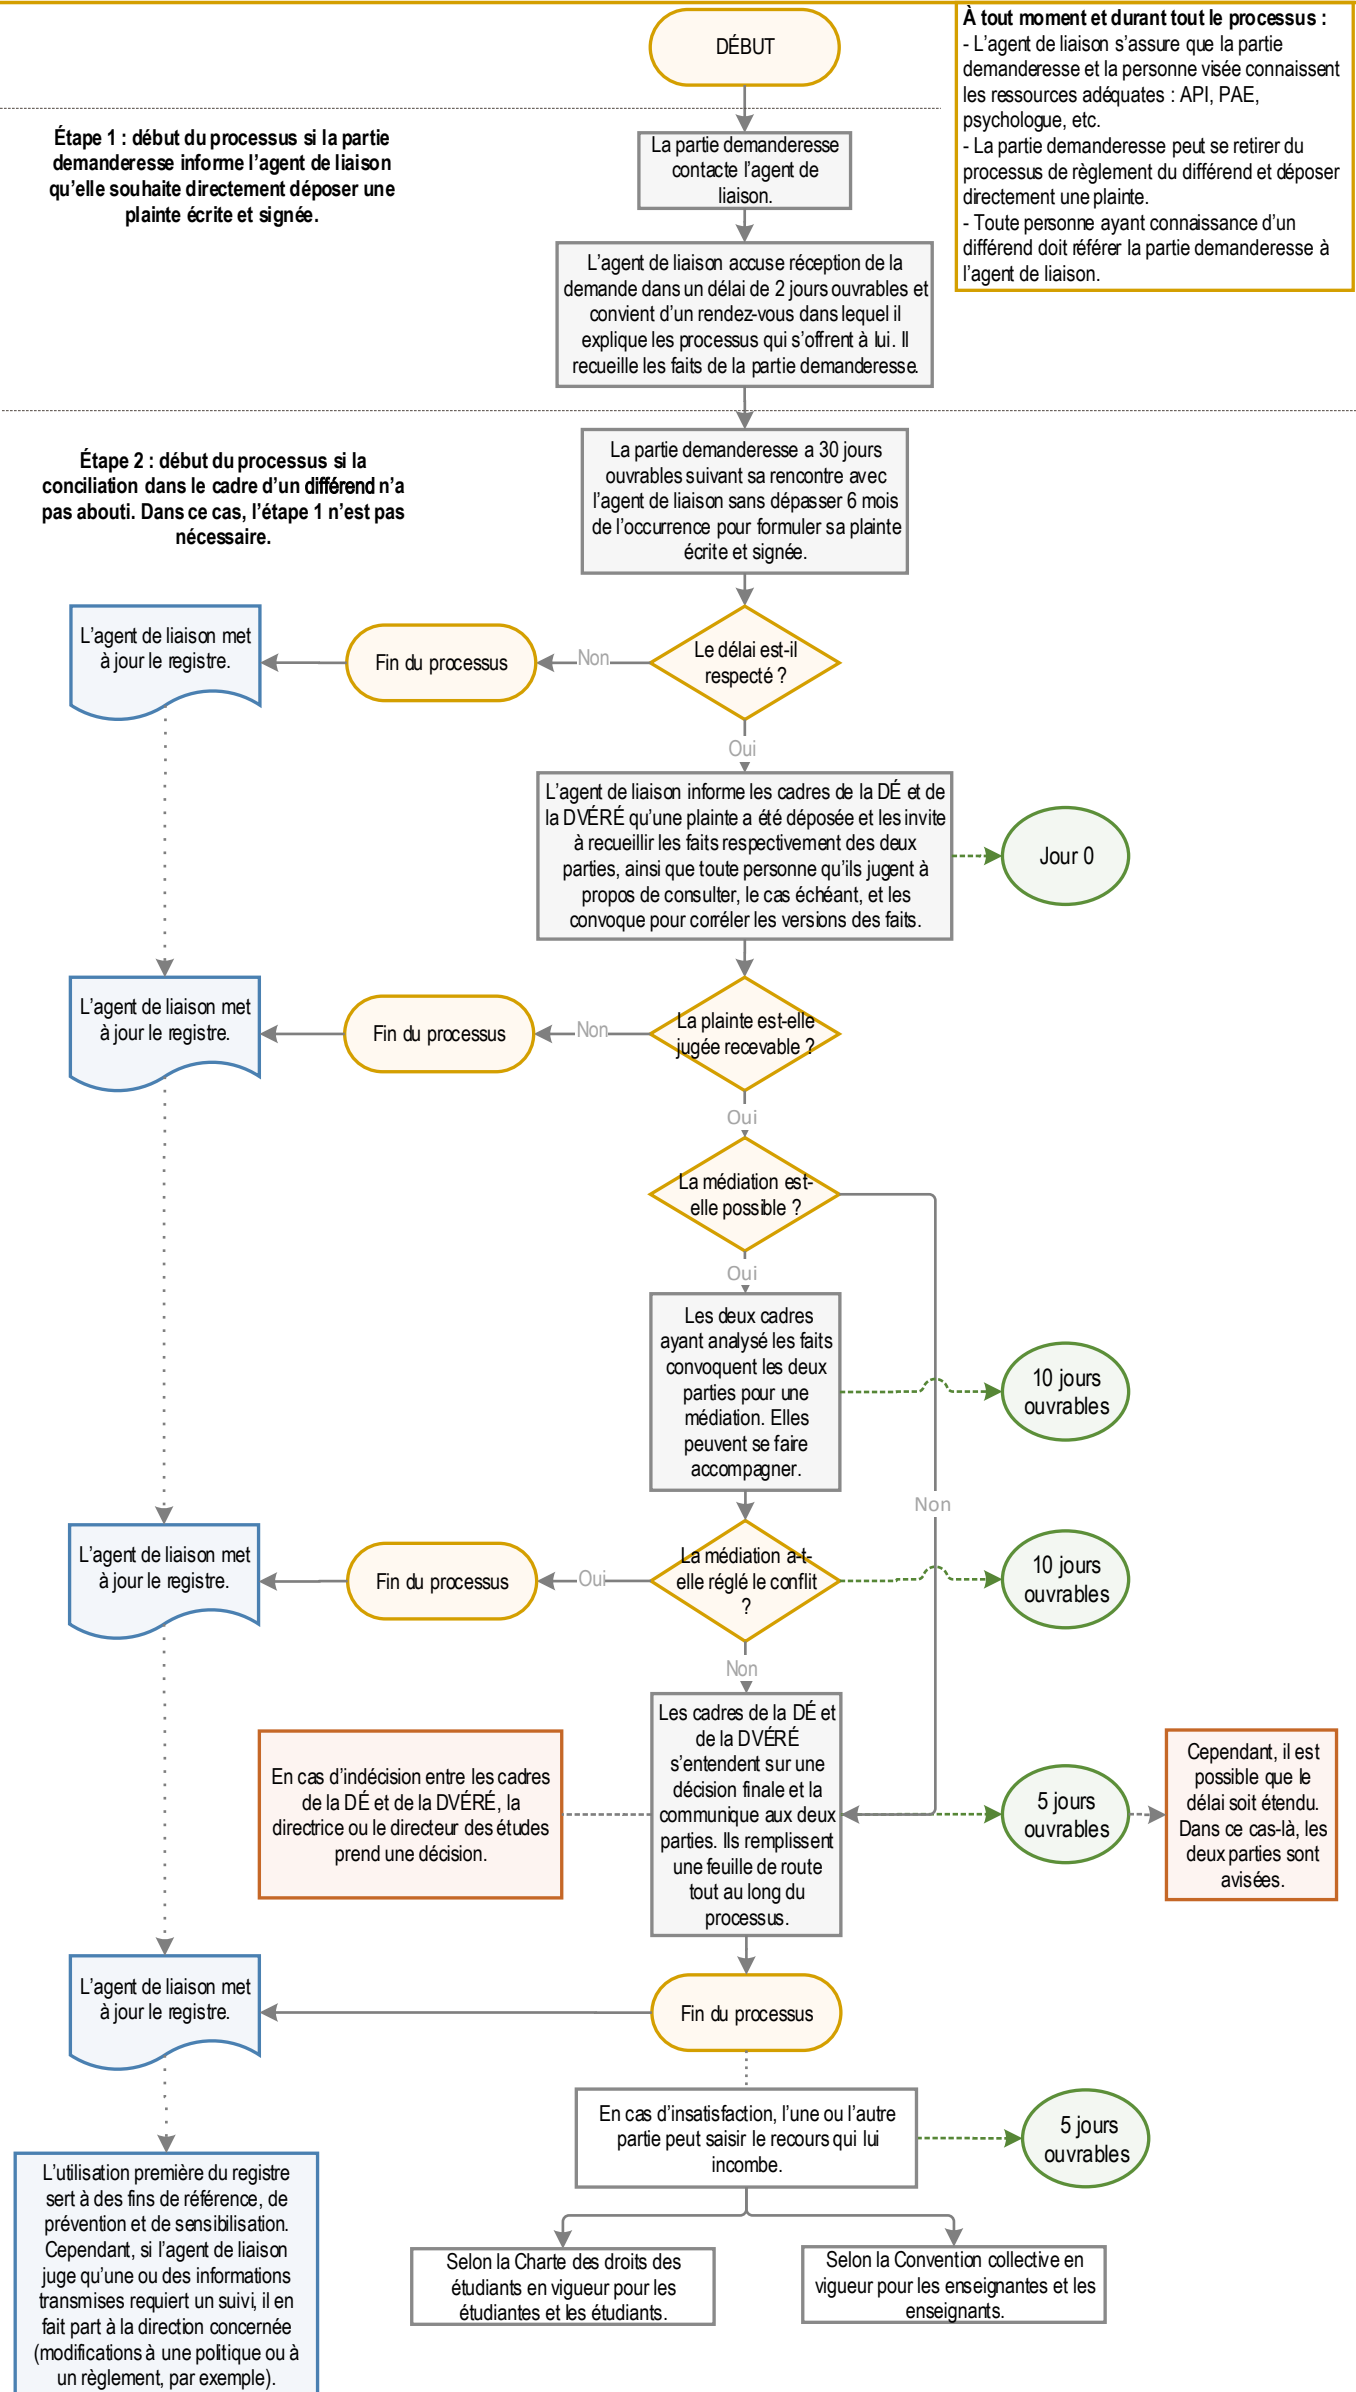 DÉBUT
À tout moment et durant tout le processus :
- L’agent de liaison s’assure que la partie
demanderesse et la personne visée connaissent
les ressources adéquates : API, PAE,
psychologue, etc.
- La partie demanderesse peut se retirer du
processus de règlement du différend et déposer
directement une plainte.
- Toute personne ayant connaissance d’un
différend doit référer la partie demanderesse à
l’agent de liaison.
Étape 1 : début du processus si la partie
demanderesse informe l’agent de liaison
qu’elle souhaite directement déposer une
plainte écrite et signée.
La partie demanderesse
contacte l’agent de
liaison.
L’agent de liaison accuse réception de la
demande dans un délai de 2 jours ouvrables et
convient d’un rendez-vous dans lequel il
explique les processus qui s’offrent à lui. Il
recueille les faits de la partie demanderesse.
Étape 2 : début du processus si la
conciliation dans le cadre d’un différend n’a
pas abouti. Dans ce cas, l’étape 1 n’est pas
nécessaire.
La partie demanderesse a 30 jours
ouvrables suivant sa rencontre avec
l’agent de liaison sans dépasser 6 mois
de l’occurrence pour formuler sa plainte
écrite et signée.
Le délai est-il
respecté ?
Non
Fin du processus
L’agent de liaison met
à jour le registre.
Oui
L’agent de liaison informe les cadres de la DÉ et de
la DVÉRÉ qu’une plainte a été déposée et les invite
à recueillir les faits respectivement des deux
parties, ainsi que toute personne qu’ils jugent à
propos de consulter, le cas échéant, et les
convoque pour corréler les versions des faits.
Jour 0
La plainte est-elle
jugée recevable ?
Non
Fin du processus
L’agent de liaison met
à jour le registre.
Oui
La médiation est-
elle possible ?
Oui
Les deux cadres
ayant analysé les faits
convoquent les deux
parties pour une
médiation. Elles
peuvent se faire
accompagner.
10 jours
ouvrables
Non
La médiation a-t-
elle réglé le conflit
?
10 jours
ouvrables
Oui
Fin du processus
L’agent de liaison met
à jour le registre.
Non
Les cadres de la DÉ et
de la DVÉRÉ
s’entendent sur une
décision finale et la
communique aux deux
parties. Ils remplissent
une feuille de route
tout au long du
processus.
En cas d’indécision entre les cadres
de la DÉ et de la DVÉRÉ, la
directrice ou le directeur des études
prend une décision.
5 jours
ouvrables
Cependant, il est
possible que le
délai soit étendu.
Dans ce cas-là, les
deux parties sont
avisées.
Fin du processus
L’agent de liaison met
à jour le registre.
En cas d’insatisfaction, l’une ou l’autre
partie peut saisir le recours qui lui
incombe.
5 jours
ouvrables
L’utilisation première du registre
sert à des fins de référence, de
prévention et de sensibilisation.
Cependant, si l’agent de liaison
juge qu’une ou des informations
transmises requiert un suivi, il en
fait part à la direction concernée
(modifications à une politique ou à
un règlement, par exemple).
Selon la Charte des droits des
étudiants en vigueur pour les
étudiantes et les étudiants.
Selon la Convention collective en
vigueur pour les enseignantes et les
enseignants.